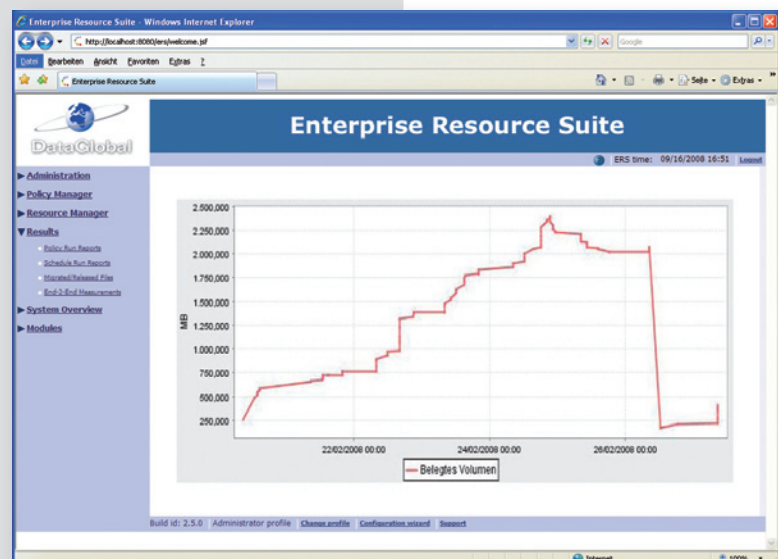 Enterprise Resource Suite - Windows Internet Explorer
http://localhost:8080/ers/welcome.jsf
Google
Datei Bearbeiten Ansicht Favoriten Extras ?
Enterprise Resource Suite
Seite Extras
DataGlobal
Enterprise Resource Suite
ERS time: 09/16/2008 16:51 Logout
Administration
Policy Manager
Resource Manager
Results
Policy Run Reports
Schedule Run Reports
Migrated/Released Files
End-2-End Measurements
System Overview
Modules
2.500,000
2.250,000
2.000,000
1.750,000
1.500,000
1.250,000
1.000,000
750,000
500,000
250,000
MB
22/02/2008 00:00 24/02/2008 00:00 26/02/2008 00:00
Belegtes Volumen
Build id: 2.5.0 Administrator profile Change profile Configuration wizard Support
Internet 100%